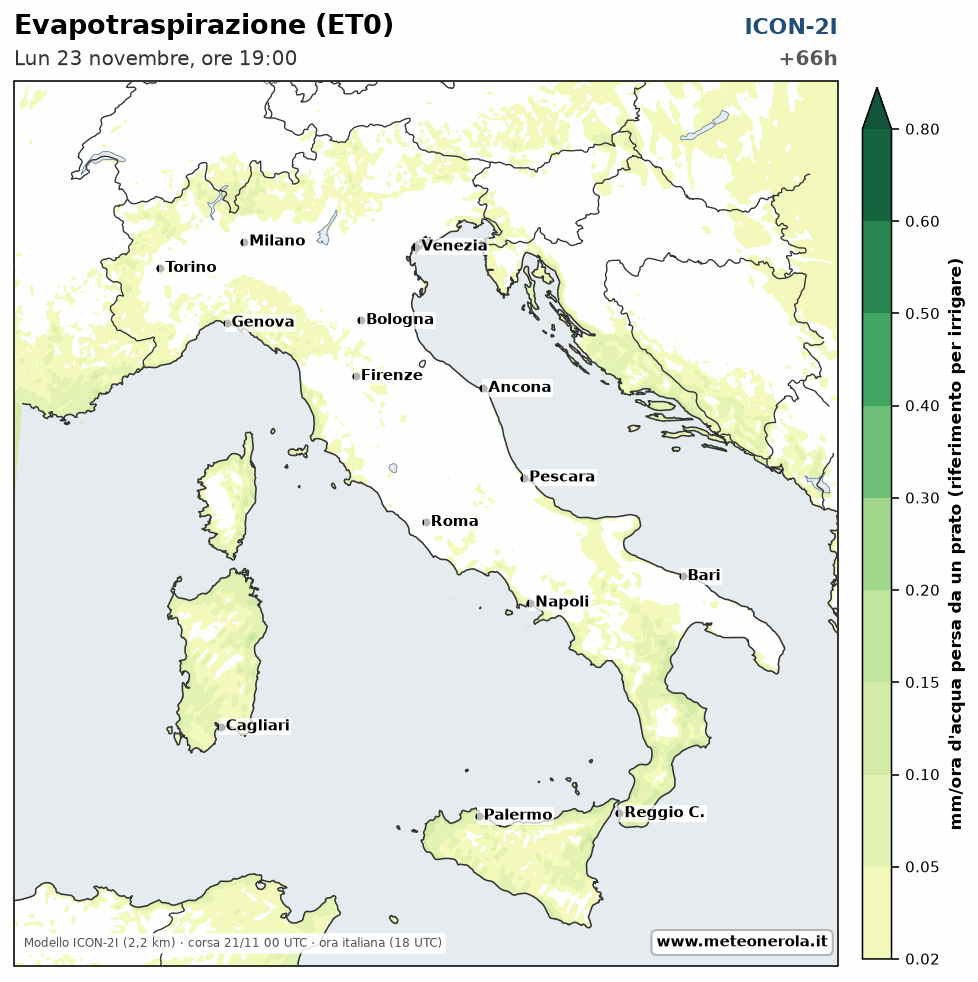 Evapotraspirazione (ET0)
ICON-2I
Lun 23 novembre, ore 19:00
+66h
Milano
Venezia
Torino
Genova
Bologna
Firenze
Ancona
Pescara
Roma
Bari
Napoli
Cagliari
Palermo
Reggio C.
Modello ICON-2I (2,2 km) · corsa 21/11 00 UTC · ora italiana (18 UTC)
www.meteonerola.it
0.80
0.60
0.50
0.40
0.30
0.20
0.15
0.10
0.05
0.02
mm/ora d'acqua persa da un prato (riferimento per irrigare)